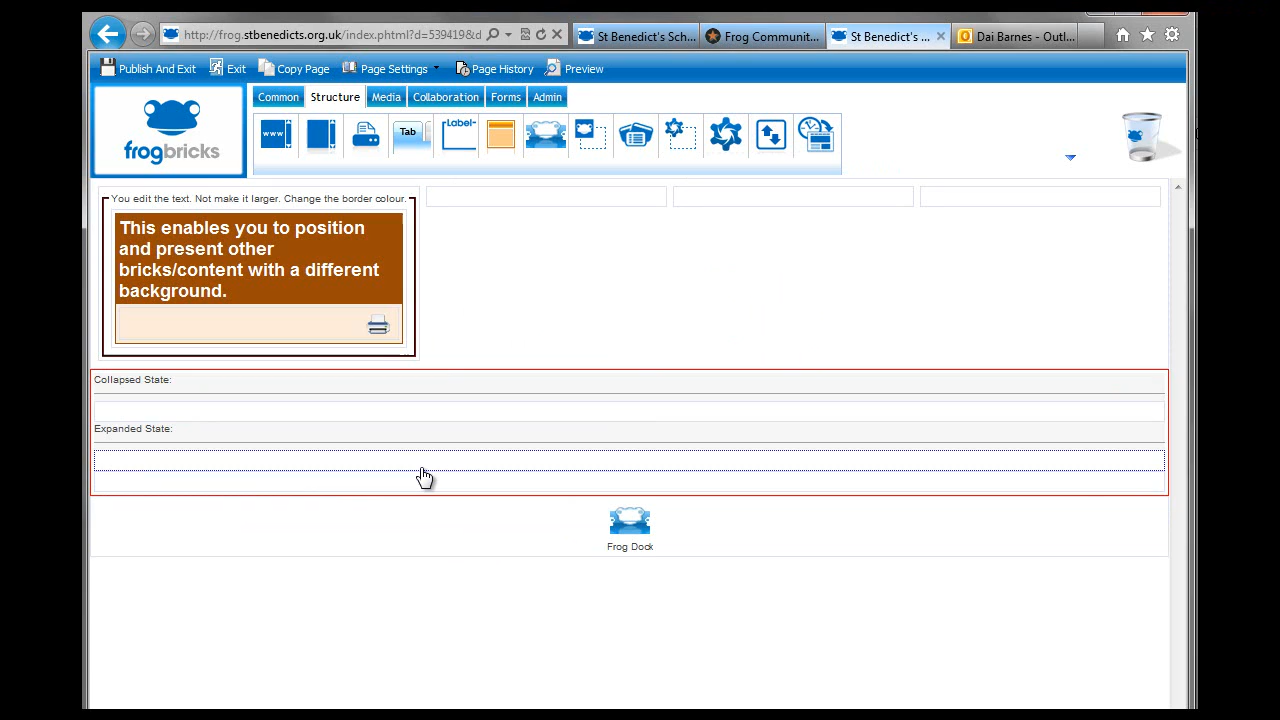 http://frog.stbenedicts.org.uk/index.phtml?d=539419&d
St Benedict's Sch...
Frog Communit...
St Benedict's ...
Dai Barnes - Outl...
Publish And Exit
Exit
Copy Page
Page Settings
Page History
Preview
frogbricks
Common
Structure
Media
Collaboration
Forms
Admin
www
Tab
Label
You edit the text. Not make it larger. Change the border colour.
This enables you to position
and present other
bricks/content with a different
background.
Collapsed State:
Expanded State:
Frog Dock